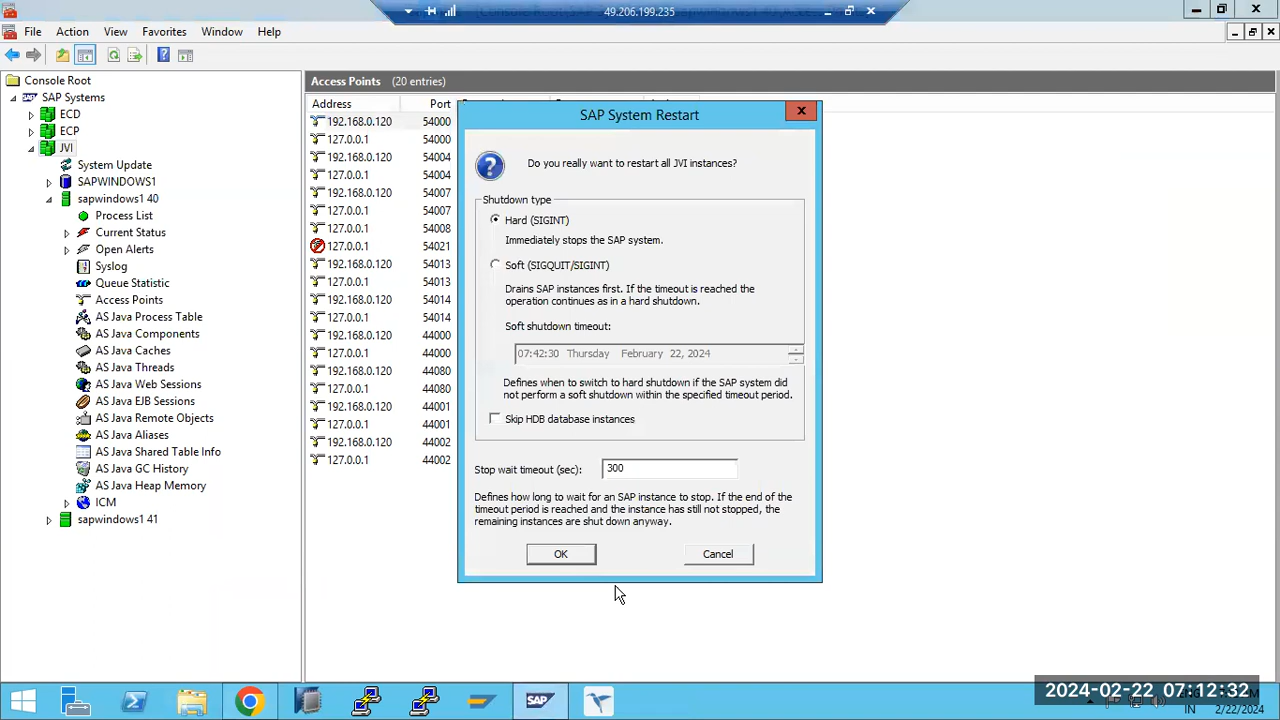 49.206.199.235
File Action View Favorites Window Help
Console Root
SAP Systems
ECD
ECP
JVI
System Update
SAPWINDOWS1
sapwindows1 40
Process List
Current Status
Open Alerts
Syslog
Queue Statistic
Access Points
AS Java Process Table
AS Java Components
AS Java Caches
AS Java Threads
AS Java Web Sessions
AS Java EJB Sessions
AS Java Remote Objects
AS Java Aliases
AS Java Shared Table Info
AS Java GC History
AS Java Heap Memory
ICM
sapwindows1 41
Access Points (20 entries)
Address Port
192.168.0.120 54000
127.0.0.1 54000
192.168.0.120 54004
127.0.0.1 54004
192.168.0.120 54007
127.0.0.1 54007
127.0.0.1 54008
127.0.0.1 54021
192.168.0.120 54013
127.0.0.1 54013
192.168.0.120 54014
127.0.0.1 54014
192.168.0.120 44000
127.0.0.1 44000
192.168.0.120 44080
127.0.0.1 44080
192.168.0.120 44001
127.0.0.1 44001
192.168.0.120 44002
127.0.0.1 44002
SAP System Restart
Do you really want to restart all JVI instances?
Shutdown type
Hard (SIGINT)
Immediately stops the SAP system.
Soft (SIGQUIT/SIGINT)
Drains SAP instances first. If the timeout is reached the
operation continues as in a hard shutdown.
Soft shutdown timeout:
07:42:30 Thursday February 22, 2024
Defines when to switch to hard shutdown if the SAP system did
not perform a soft shutdown within the specified timeout period.
Skip HDB database instances
Stop wait timeout (sec): 300
Defines how long to wait for an SAP instance to stop. If the end of the
timeout period is reached and the instance has still not stopped, the
remaining instances are shut down anyway.
OK Cancel
SAP
2024-02-22 07:12:32
IN 2/22/2024